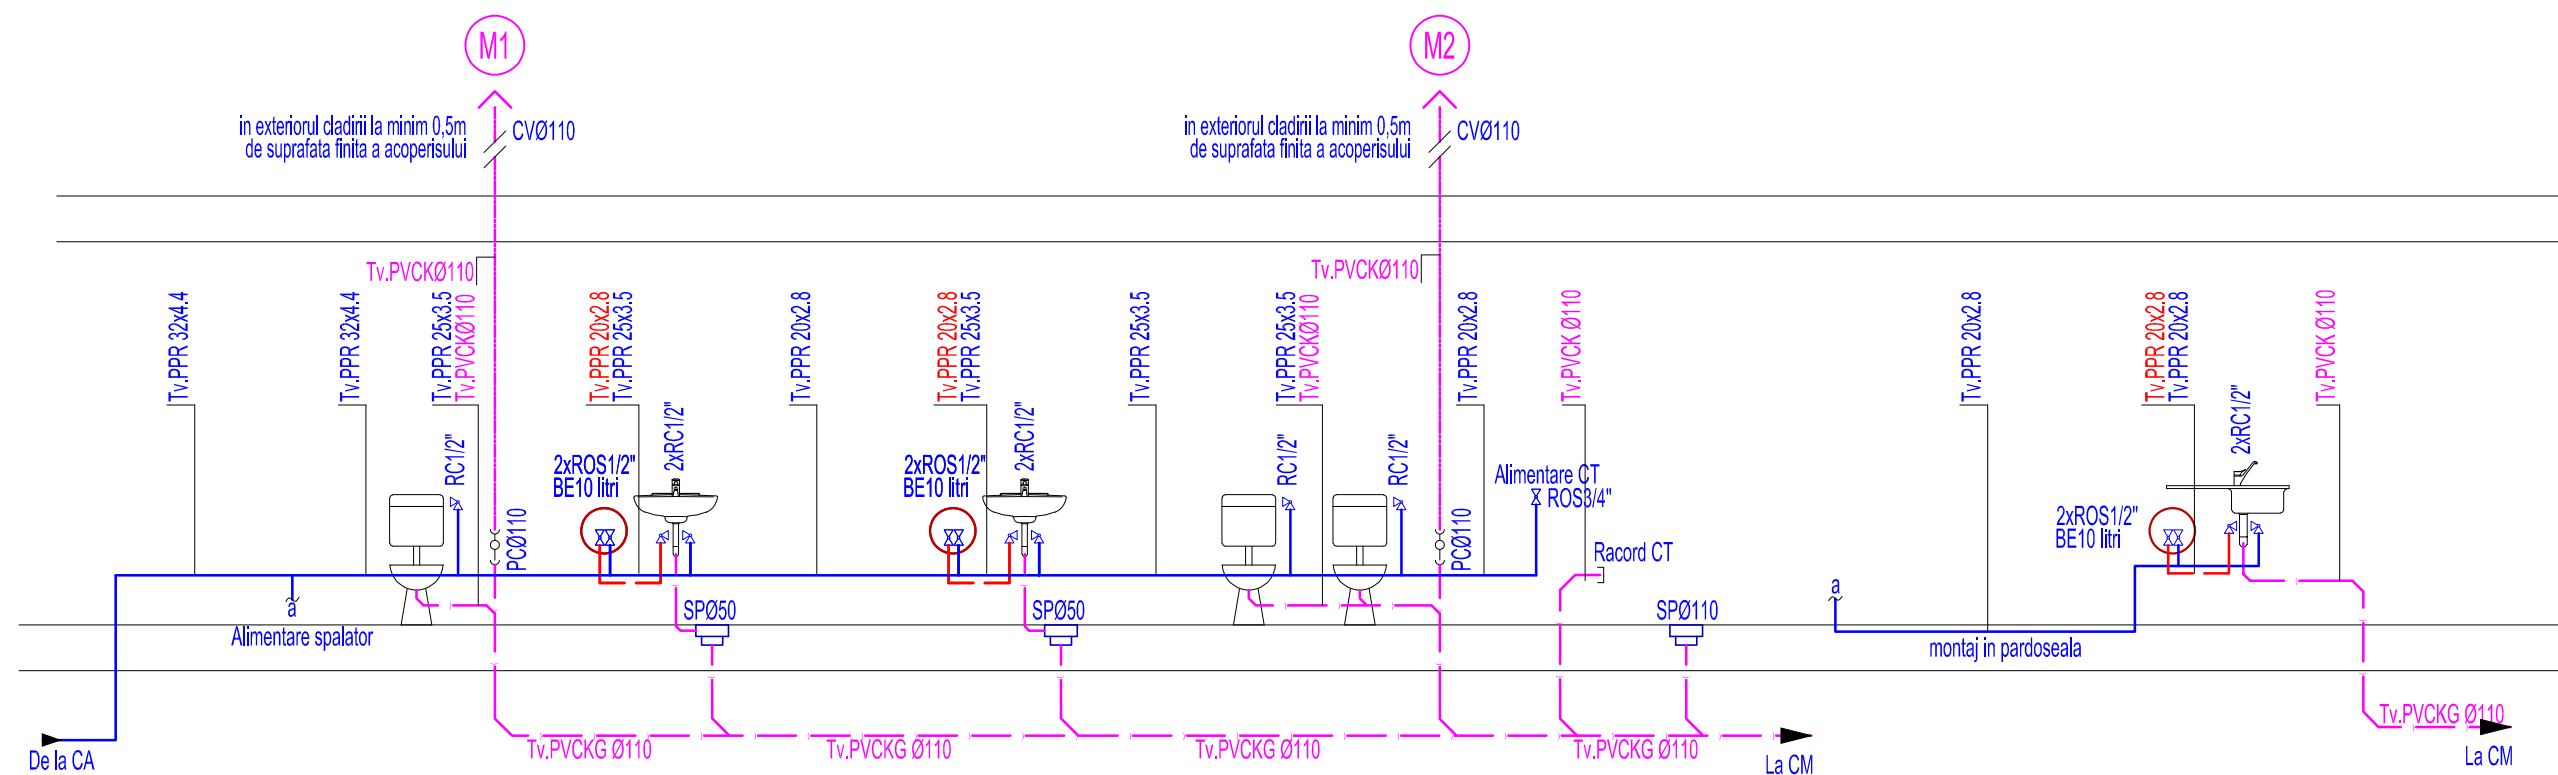 M1
M2
in exteriorul cladirii la minim 0,5m
de suprafata finita a acoperisului
CVØ110
in exteriorul cladirii la minim 0,5m
de suprafata finita a acoperisului
CVØ110
Tv.PVCKØ110
Tv.PVCKØ110
Tv.PPR 32x4.4
Tv.PPR 32x4.4
Tv.PPR 25x3.5
Tv.PVCKØ110
Tv.PPR 20x2.8
Tv.PPR 25x3.5
Tv.PPR 20x2.8
Tv.PPR 20x2.8
Tv.PPR 25x3.5
Tv.PPR 25x3.5
Tv.PPR 25x3.5
Tv.PVCKØ110
Tv.PPR 20x2.8
Tv.PVCK Ø110
Tv.PPR 20x2.8
Tv.PPR 20x2.8
Tv.PPR 20x2.8
Tv.PVCK Ø110
RC1/2"
PCØ110
2xROS1/2"
BE10 litri
2xRC1/2"
2xROS1/2"
BE10 litri
2xRC1/2"
RC1/2"
RC1/2"
PCØ110
Alimentare CT
ROS3/4"
Racord CT
2xROS1/2"
BE10 litri
2xRC1/2"
a
Alimentare spalator
SPØ50
SPØ50
SPØ110
a
montaj in pardoseala
De la CA
Tv.PVCKG Ø110
Tv.PVCKG Ø110
Tv.PVCKG Ø110
Tv.PVCKG Ø110
La CM
Tv.PVCKG Ø110
La CM